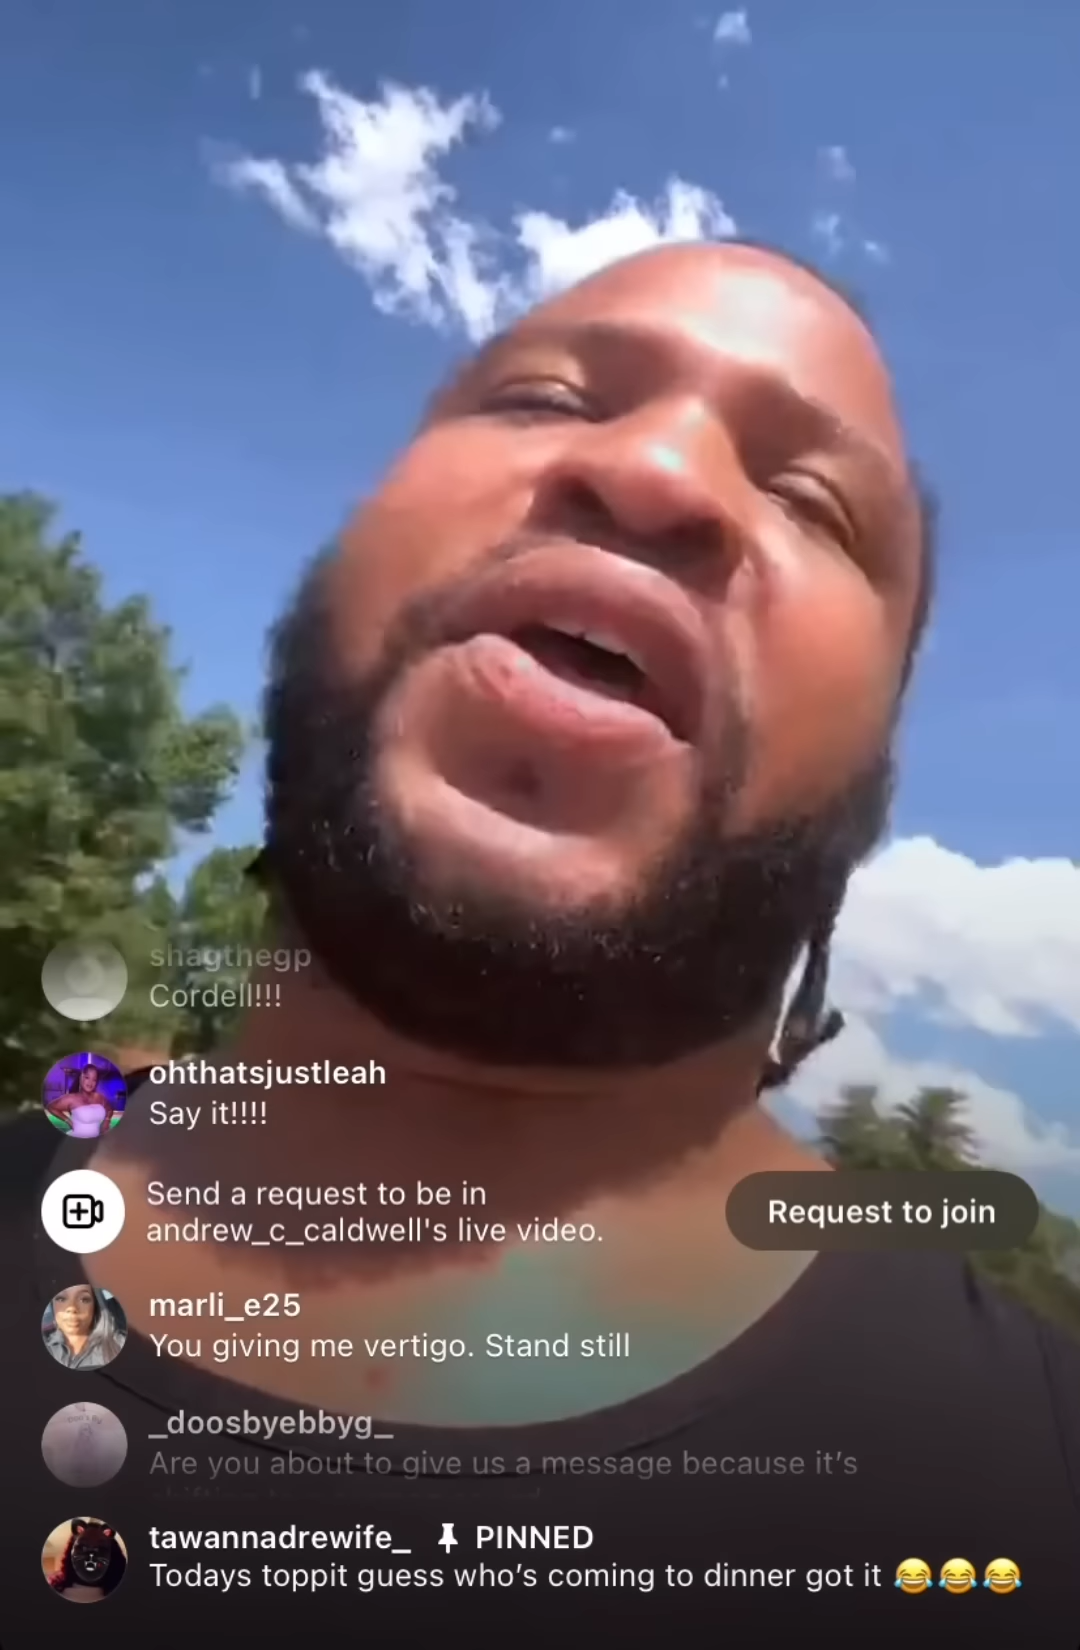 shagthegp
Cordell!!!
ohthatsjustleah
Say it!!!!
Send a request to be in
andrew_c_caldwell's live video.
Request to join
marli_e25
You giving me vertigo. Stand still
_doosbyebbyg_
Are you about to give us a message because it’s
tawannadrewife_ PINNED
Todays toppit guess who’s coming to dinner got it 😂😂😂